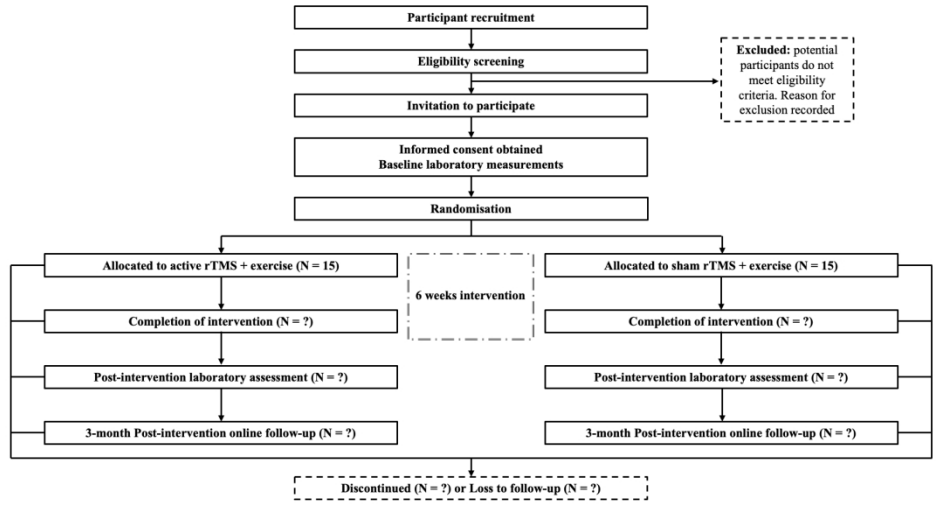 Participant recruitment
Eligibility screening
Excluded: potential
participants do not
meet eligibility
criteria. Reason for
exclusion recorded
Invitation to participate
Informed consent obtained
Baseline laboratory measurements
Randomisation
Allocated to active rTMS + exercise (N = 15)
6 weeks intervention
Allocated to sham rTMS + exercise (N = 15)
Completion of intervention (N = ?)
Completion of intervention (N = ?)
Post-intervention laboratory assessment (N = ?)
Post-intervention laboratory assessment (N = ?)
3-month Post-intervention online follow-up (N = ?)
3-month Post-intervention online follow-up (N = ?)
Discontinued (N = ?) or Loss to follow-up (N = ?)